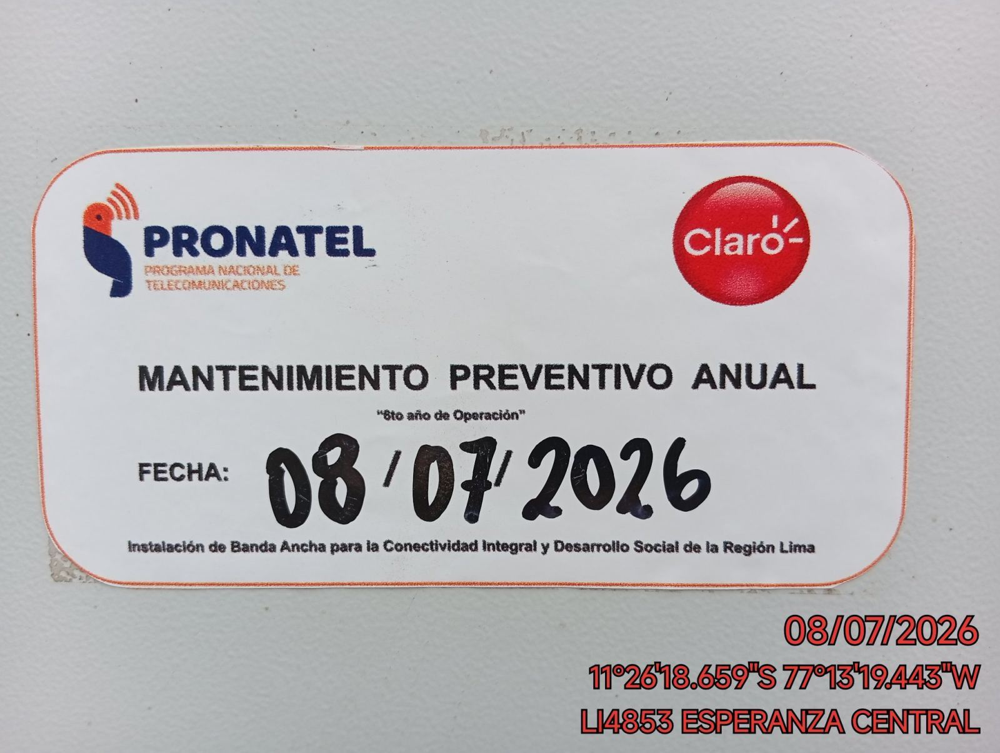 PRONATEL
PROGRAMA NACIONAL DE
TELECOMUNICACIONES
Claro
MANTENIMIENTO PREVENTIVO ANUAL
"6to año de Operación"
FECHA: 08/07/2026
Instalación de Banda Ancha para la Conectividad Integral y Desarrollo Social de la Región Lima
08/07/2026
11°26'18.659"S 77°13'19.443"W
LI4853 ESPERANZA CENTRAL